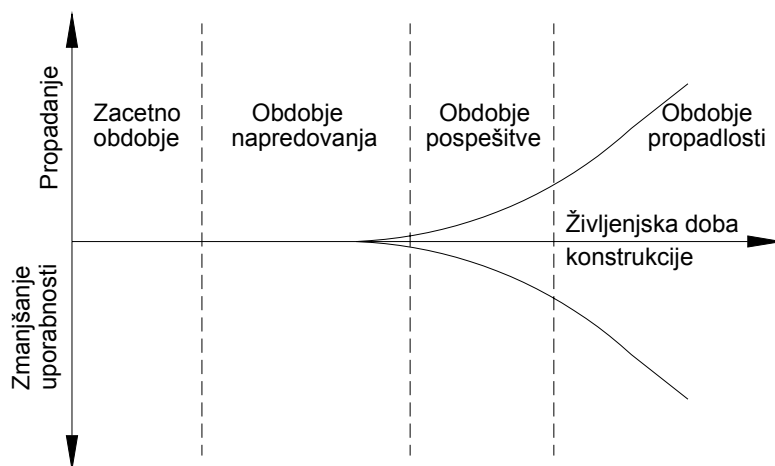 Propadanje
Zacetno
obdobje
Obdobje
napredovanja
Obdobje
pospešitve
Obdobje
propadlosti
Življenjska doba
konstrukcije
Zmanjšanje
uporabnosti